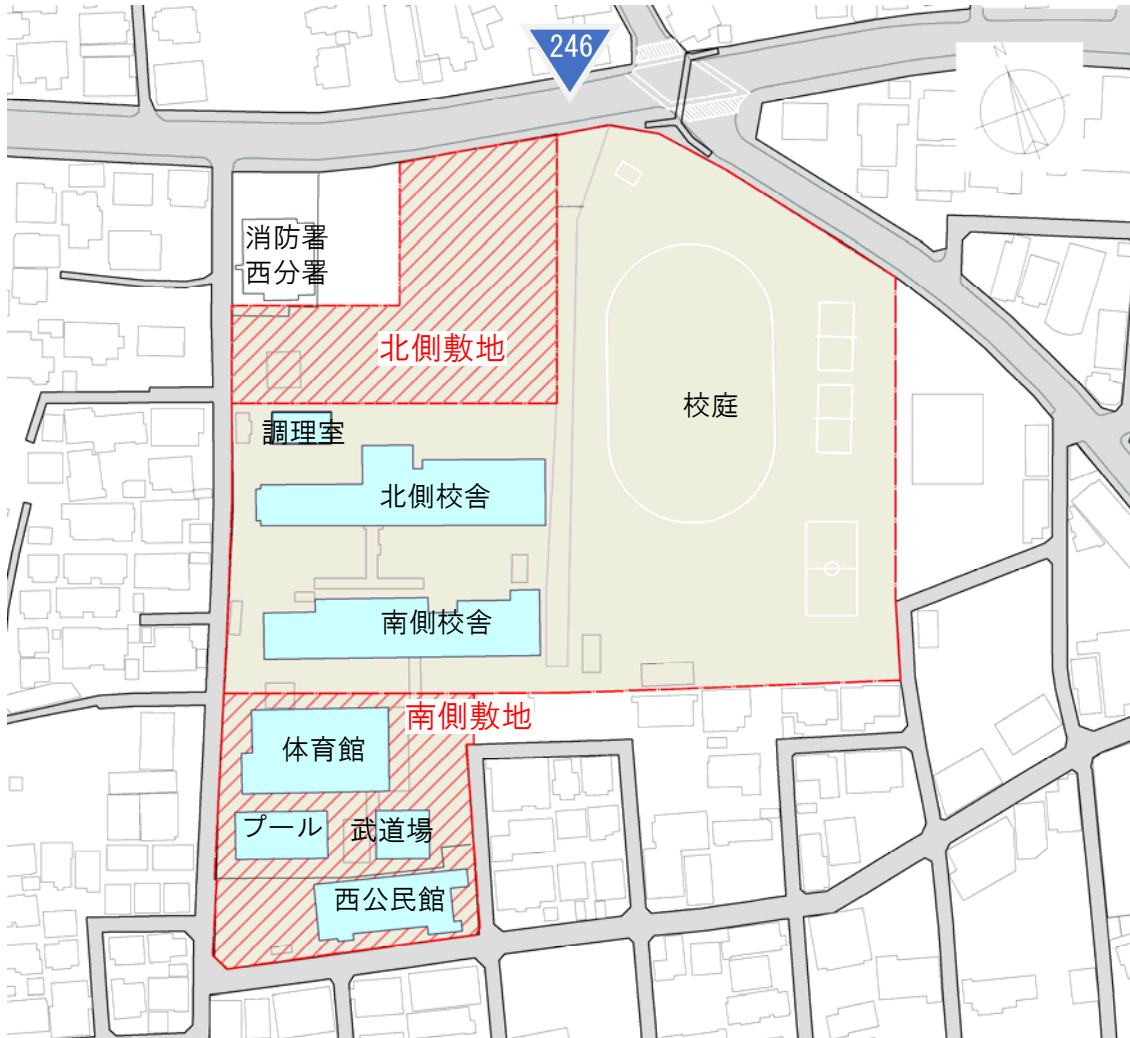 246
N
消防署
西分署
北側敷地
校庭
調理室
北側校舎
南側校舎
南側敷地
体育館
プール
武道場
西公民館